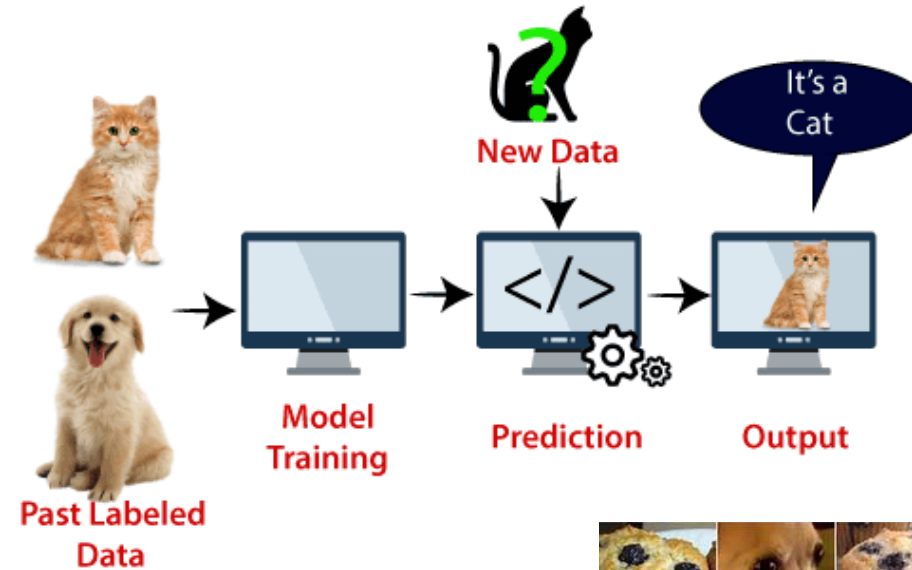 New Data
It's a
Cat
?
</>
Model
Training
Prediction
Output
Past Labeled
Data